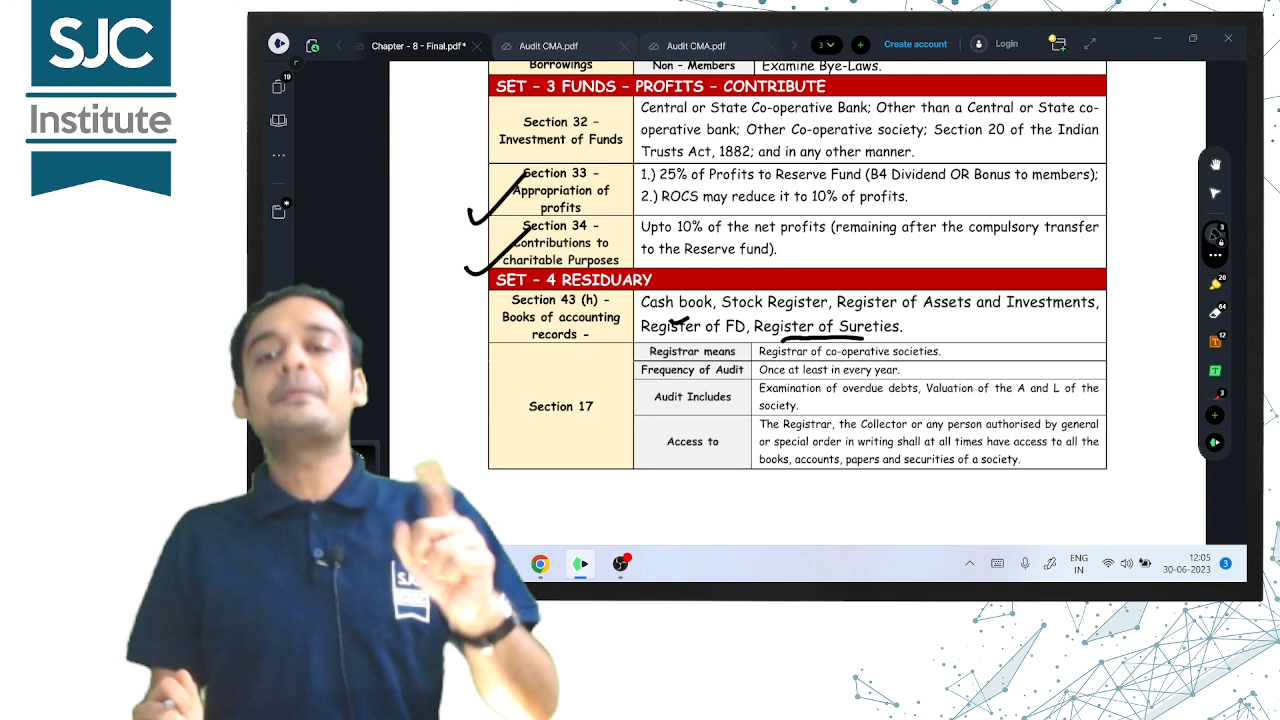 SJC
Institute
Chapter - 8 - Final.pdf*
Audit CMA.pdf
Audit CMA.pdf
3
Create account
Login
19
Borrowings
Non - Members
Examine Bye-Laws.
SET - 3 FUNDS - PROFITS - CONTRIBUTE
Section 32 -
Investment of Funds
Central or State Co-operative Bank; Other than a Central or State co-
operative bank; Other Co-operative society; Section 20 of the Indian
Trusts Act, 1882; and in any other manner.
Section 33 -
Appropriation of
profits
1.) 25% of Profits to Reserve Fund (B4 Dividend OR Bonus to members);
2.) ROCS may reduce it to 10% of profits.
Section 34 -
Contributions to
charitable Purposes
Upto 10% of the net profits (remaining after the compulsory transfer
to the Reserve fund).
SET - 4 RESIDUARY
Section 43 (h) -
Books of accounting
records -
Cash book, Stock Register, Register of Assets and Investments,
Register of FD, Register of Sureties.
Section 17
Registrar means
Registrar of co-operative societies.
Frequency of Audit
Once at least in every year.
Audit Includes
Examination of overdue debts, Valuation of the A and L of the
society.
Access to
The Registrar, the Collector or any person authorised by general
or special order in writing shall at all times have access to all the
books, accounts, papers and securities of a society.
3
20
64
12
3
ENG
IN
12:05
30-06-2023
3